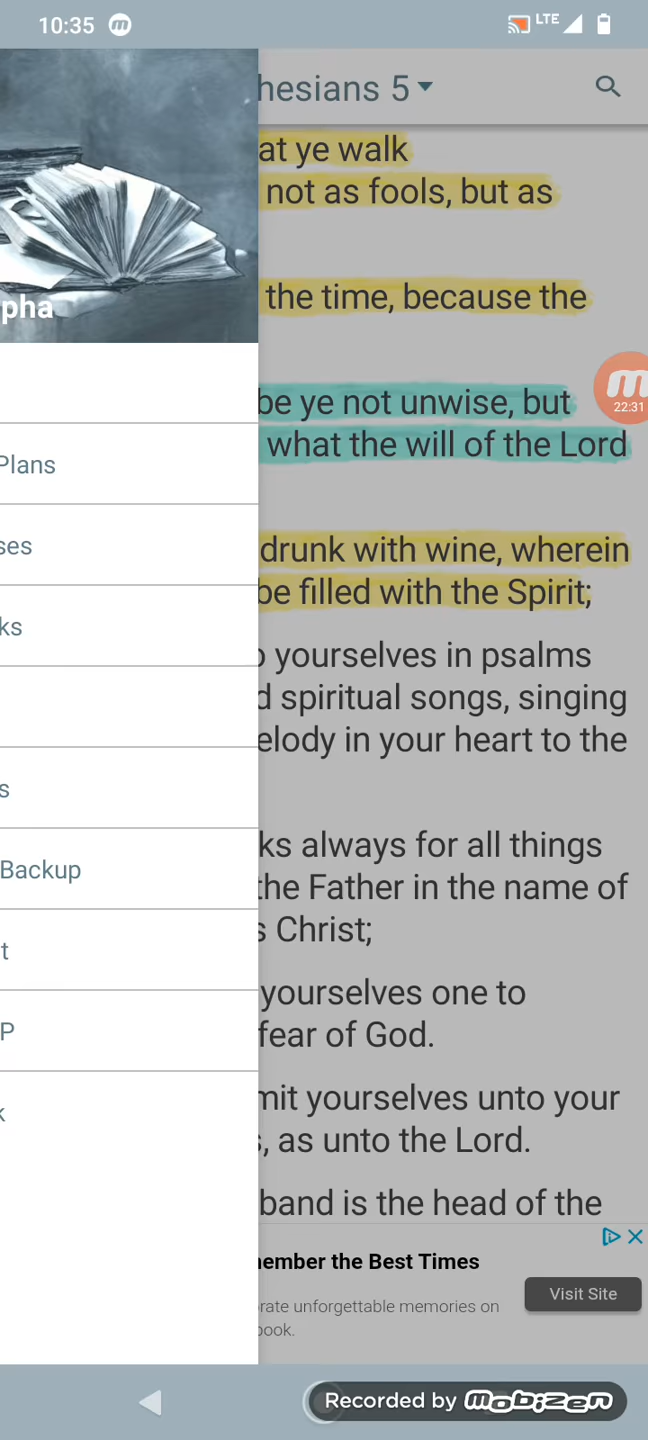 10:35
LTE
hesians 5
at ye walk
not as fools, but as
the time, because the
be ye not unwise, but
what the will of the Lord
drunk with wine, wherein
be filled with the Spirit;
o yourselves in psalms
d spiritual songs, singing
elody in your heart to the
ks always for all things
the Father in the name of
s Christ;
yourselves one to
fear of God.
mit yourselves unto your
s, as unto the Lord.
band is the head of the
pha
Plans
ses
ks
s
Backup
t
P
k
22:31
ember the Best Times
rate unforgettable memories on
book.
Visit Site
Recorded by mobizen